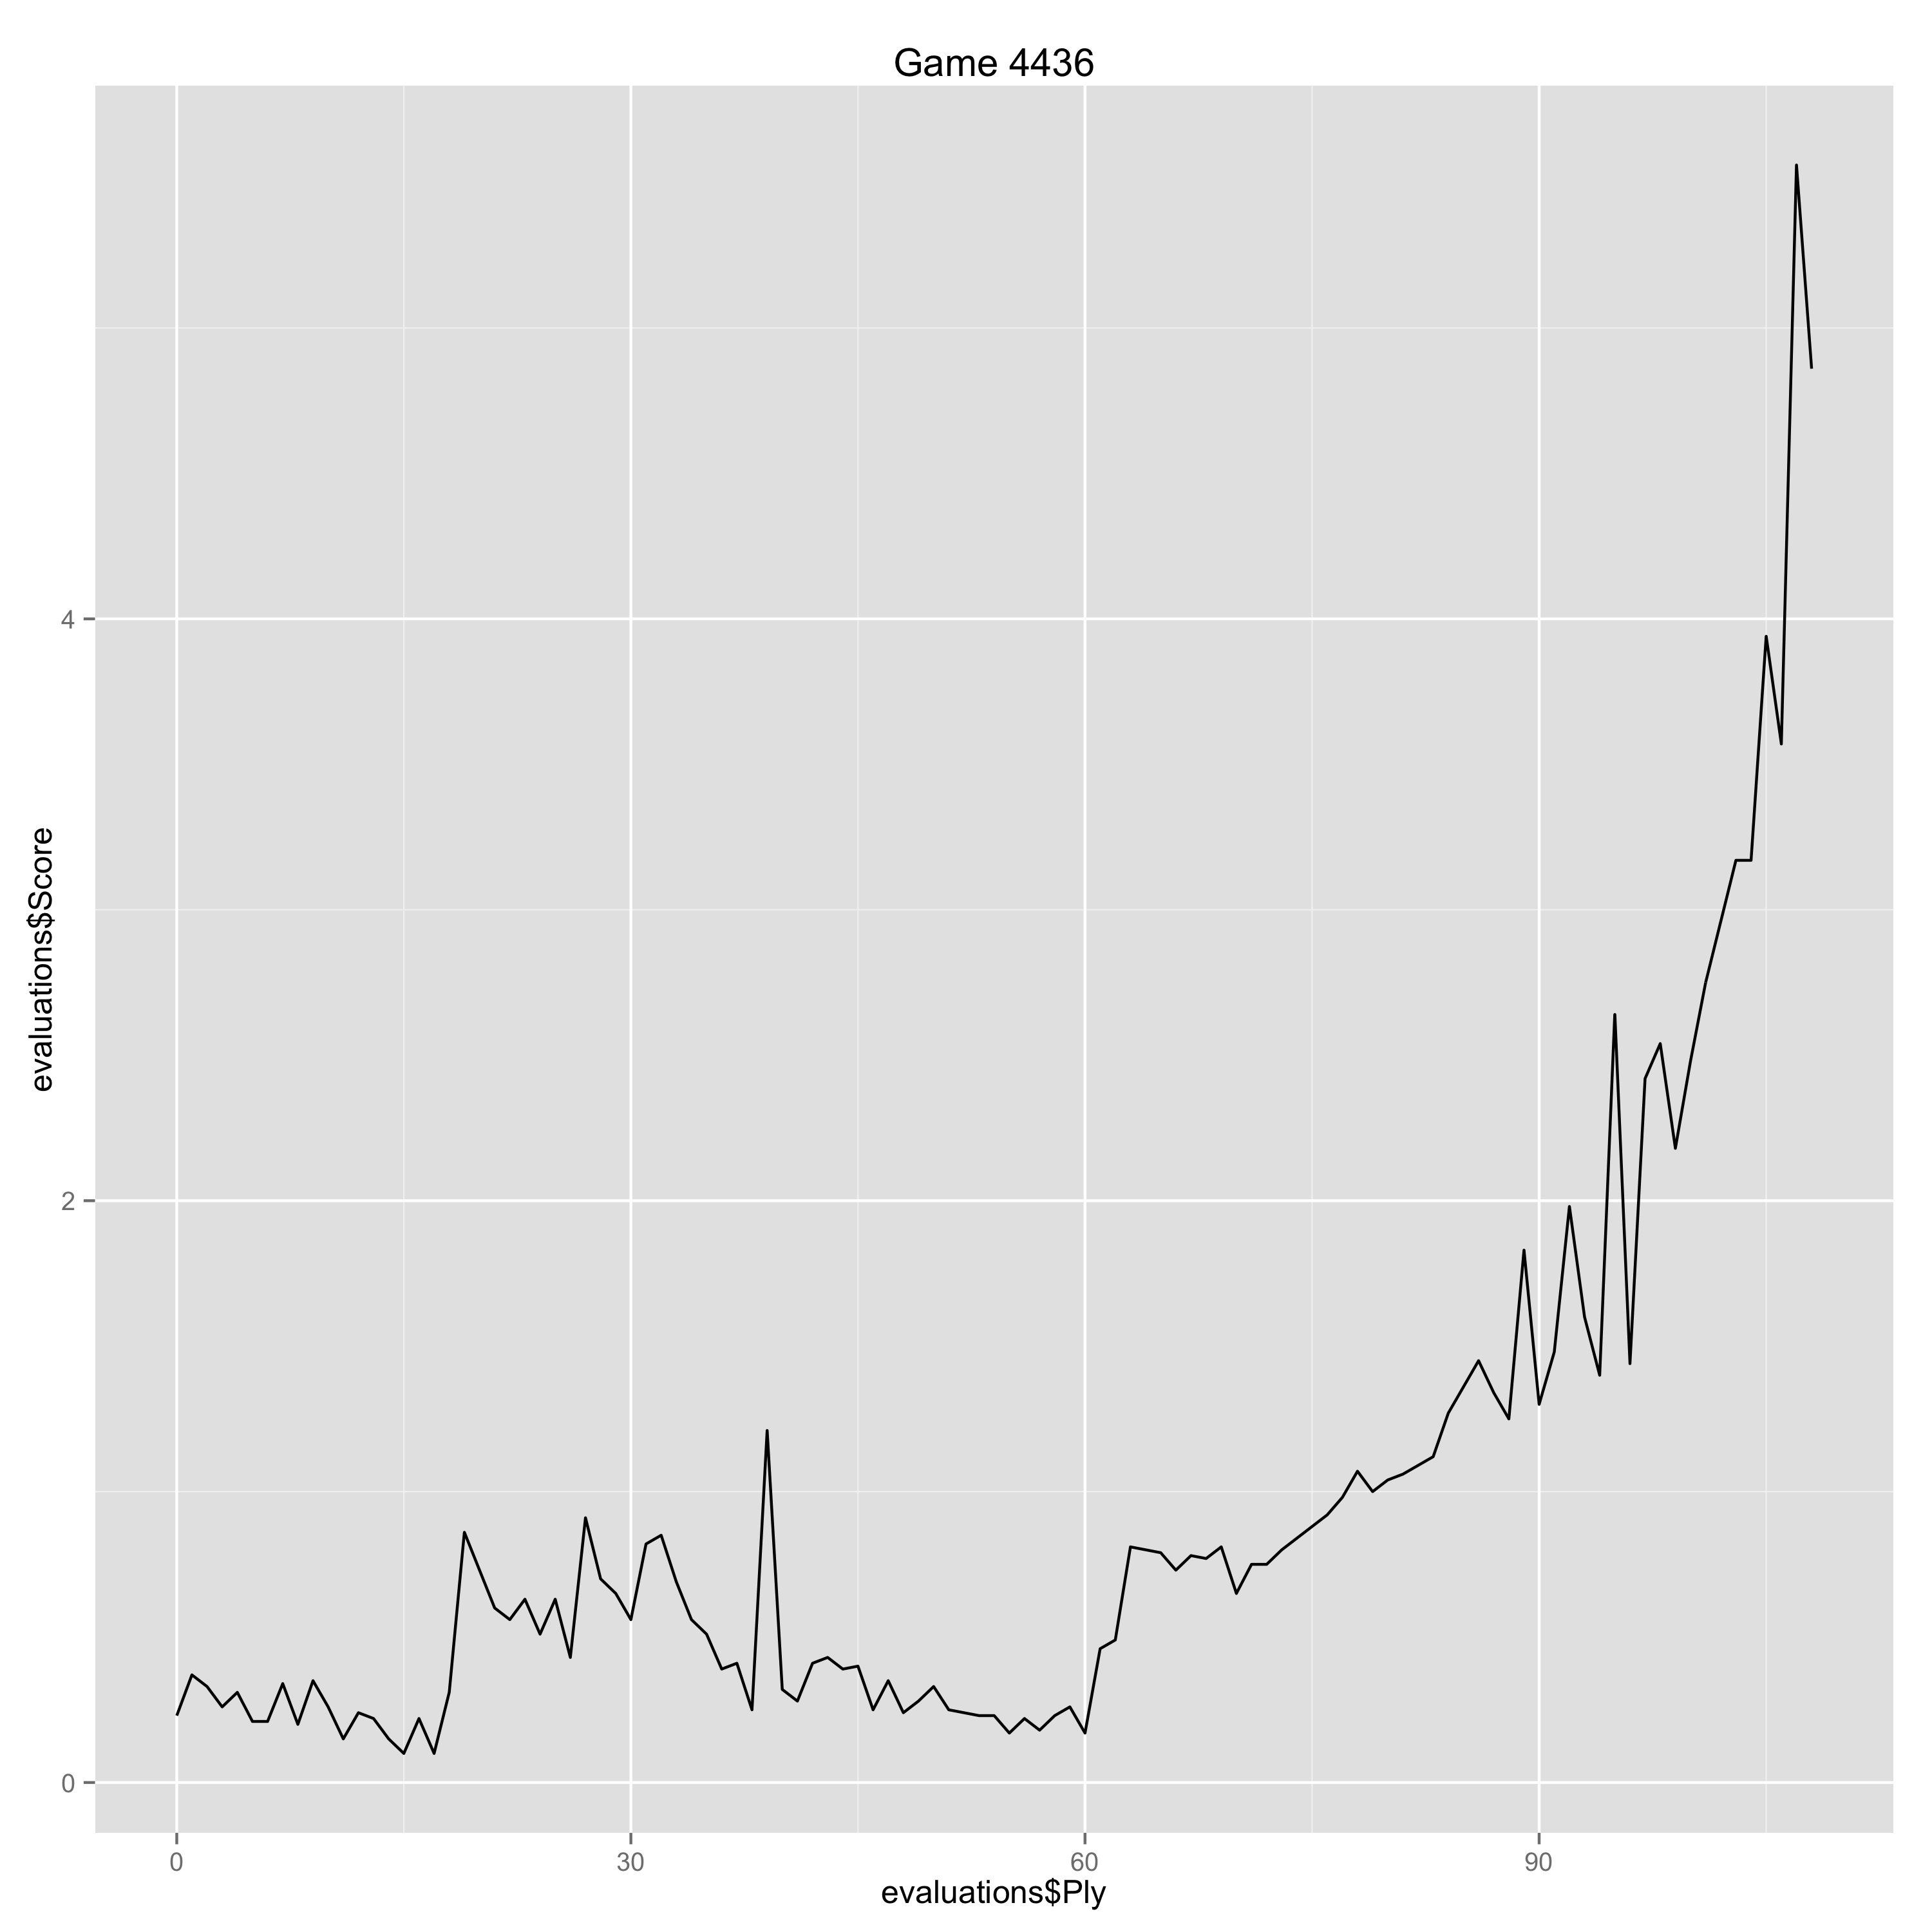 Game 4436
evaluations$Score
4
2
0
0 30 60 90
evaluations$Ply